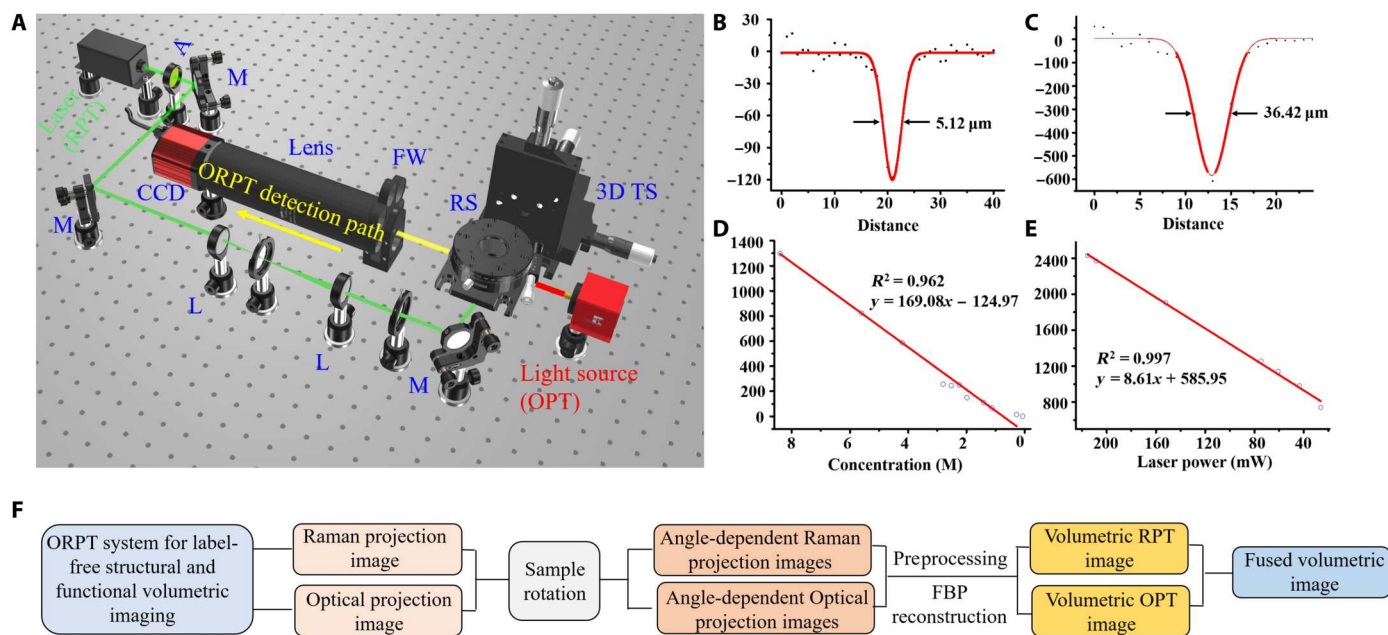 A
Laser
(RPT)
A
M
Lens
FW
CCD
ORPT detection path
RS
3D TS
M
L
L
M
Light source
(OPT)
B
30
0
−30
−60
−90
−120
5.12 μm
0 10 20 30 40
Distance
C
0
−100
−200
−300
−400
−500
−600
36.42 μm
0 10 20
Distance
D
1400
1200
1000
800
600
400
200
0
R² = 0.962
y = 169.08x − 124.97
8 6 4 2 0
Concentration (M)
E
2400
2000
1600
1200
800
R² = 0.997
y = 8.61x + 585.95
200 120 80 40
Laser power (mW)
F
ORPT system for label-
free structural and
functional volumetric
imaging
Raman projection
image
Optical projection
image
Sample
rotation
Angle-dependent Raman
projection images
Angle-dependent Optical
projection images
Preprocessing
FBP
reconstruction
Volumetric RPT
image
Volumetric OPT
image
Fused volumetric
image